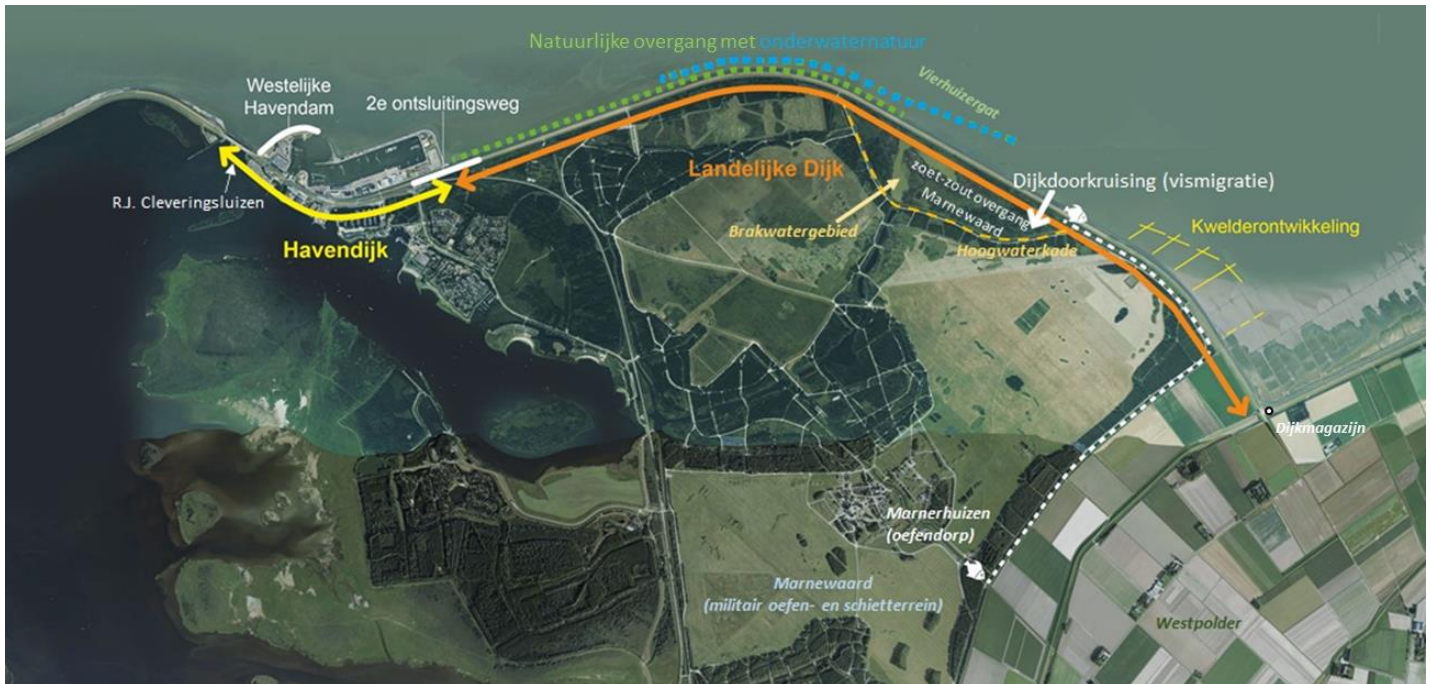 Natuurlijke overgang met onderwaternatuur
Westelijke
Havendam
2e ontsluitingsweg
Vierhuizergat
R.J. Cleveringsluizen
Havendijk
Landelijke Dijk
zoet-zout overgang
Marnewaard
Dijkdoorkruising (vismigratie)
Brakwatergebied
Hoogwaterkade
Kwelderontwikkeling
Dijkmagazijn
Marnerhuizen
(oefendorp)
Marnewaard
(militair oefen- en schietterrein)
Westpolder